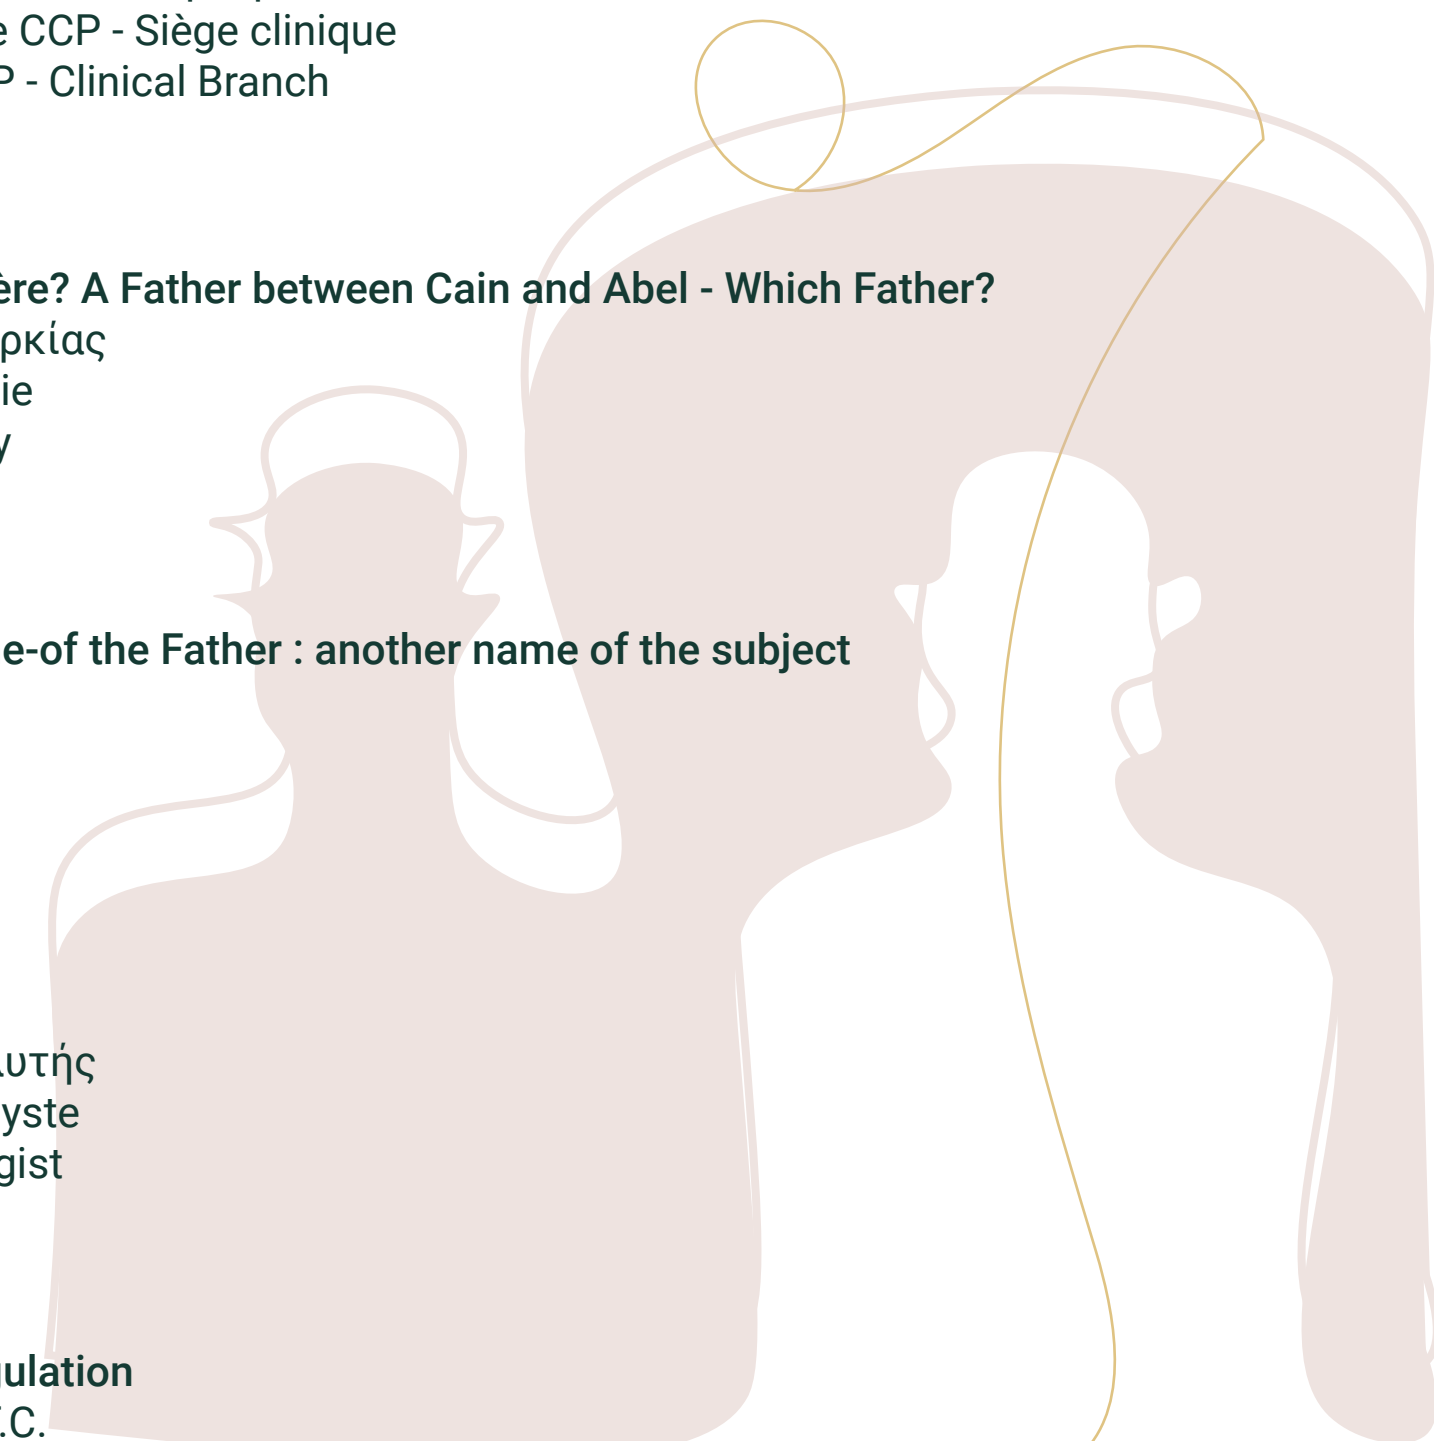 e CCP - Siège clinique
P - Clinical Branch
ère? A Father between Cain and Abel - Which Father?
ρκίας
ie
y
e-of the Father : another name of the subject
υτής
yste
gist
gulation
.C.